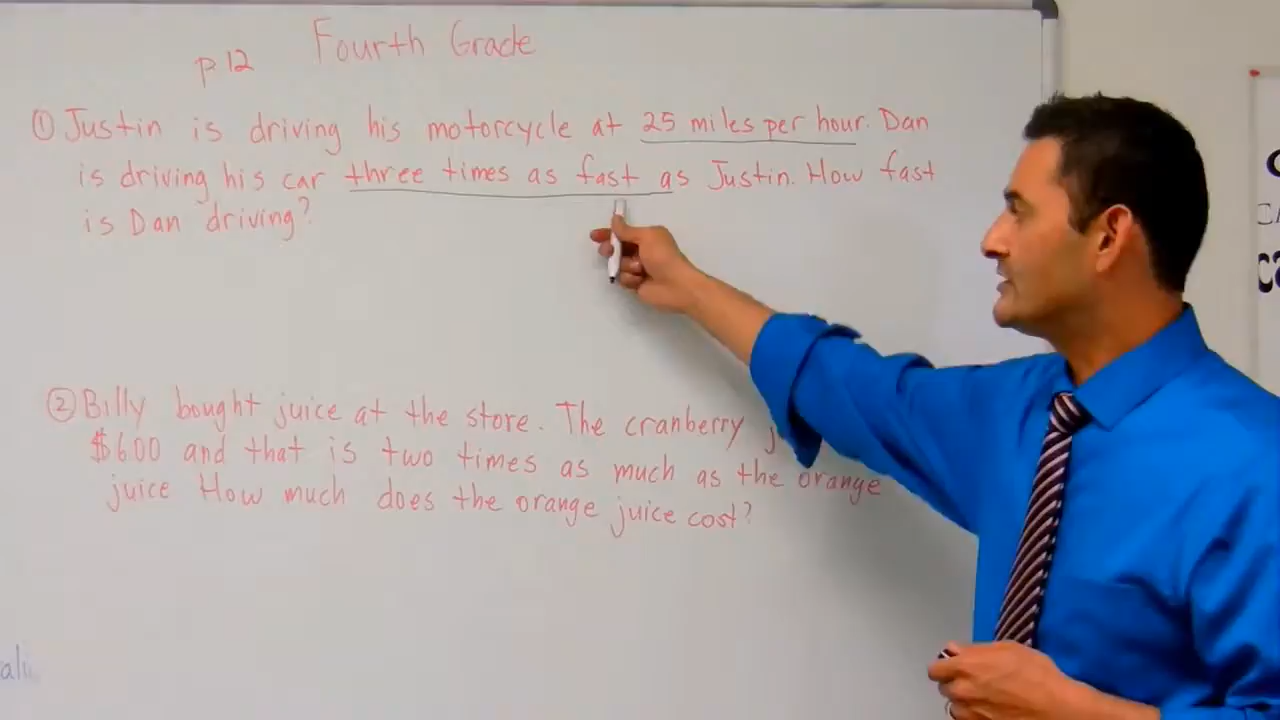 Fourth Grade
p 12
① Justin is driving his motorcycle at 25 miles per hour. Dan
is driving his car three times as fast as Justin. How fast
is Dan driving?
② Billy bought juice at the store. The cranberry
$6.00 and that is two times as much as the orange
juice How much does the orange juice cost?